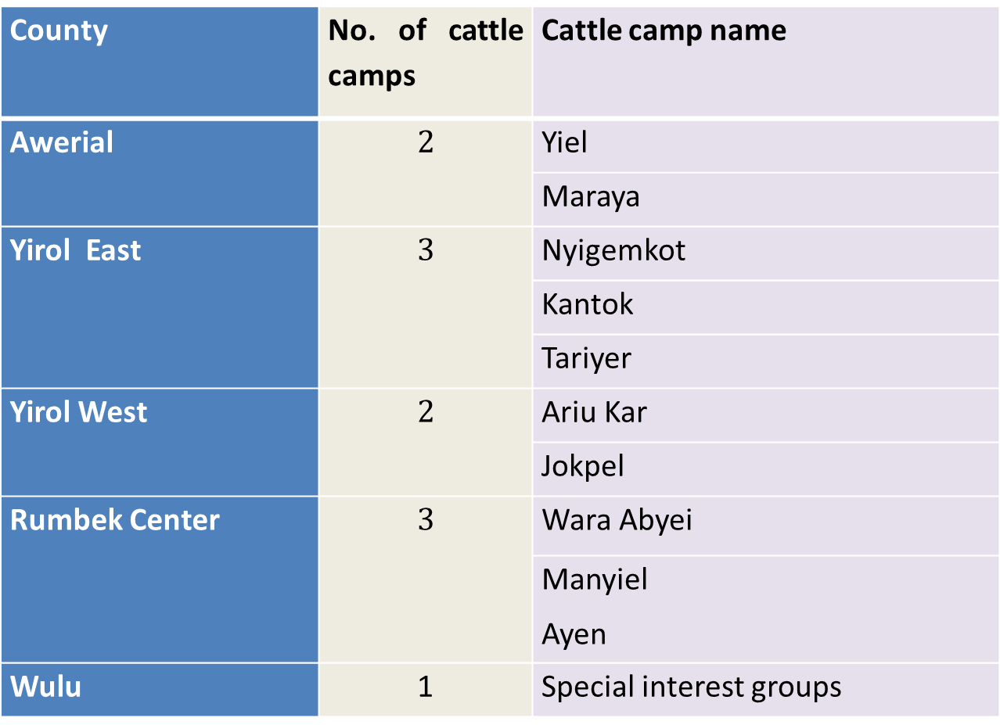 County No. of cattle camps Cattle camp name
Awerial 2 Yiel
Maraya
Yirol East 3 Nyigemkot
Kantok
Tariyer
Yirol West 2 Ariu Kar
Jokpel
Rumbek Center 3 Wara Abyei
Manyiel
Ayen
Wulu 1 Special interest groups